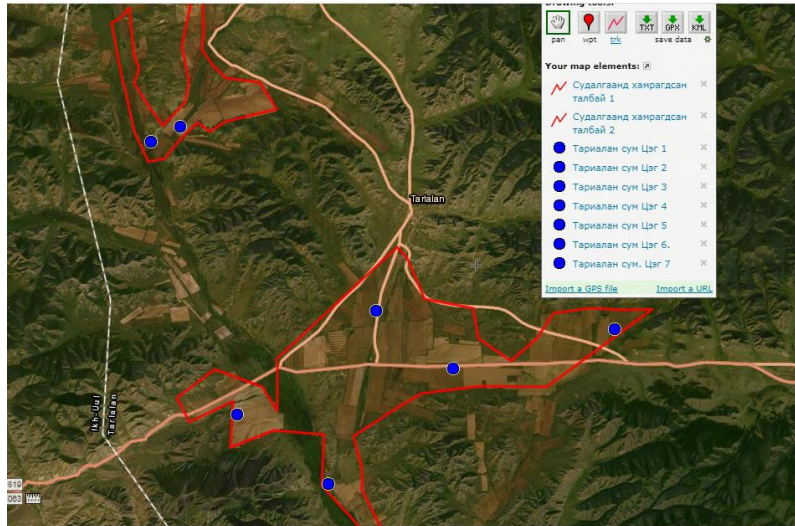 Drawing tools:
TXT GPX KML
pan wpt trk save data
Your map elements:
Судалгаанд хамрагдсан
талбай 1
Судалгаанд хамрагдсан
талбай 2
Тариалан сум Цэг 1
Тариалан сум Цэг 2
Тариалан сум Цэг 3
Тариалан сум Цэг 4
Тариалан сум Цэг 5
Тариалан сум Цэг 6.
Тариалан сум. Цэг 7
Import a GPS file Import a URL
Tarialan
Ikh-Uul
Tarialan
819
063